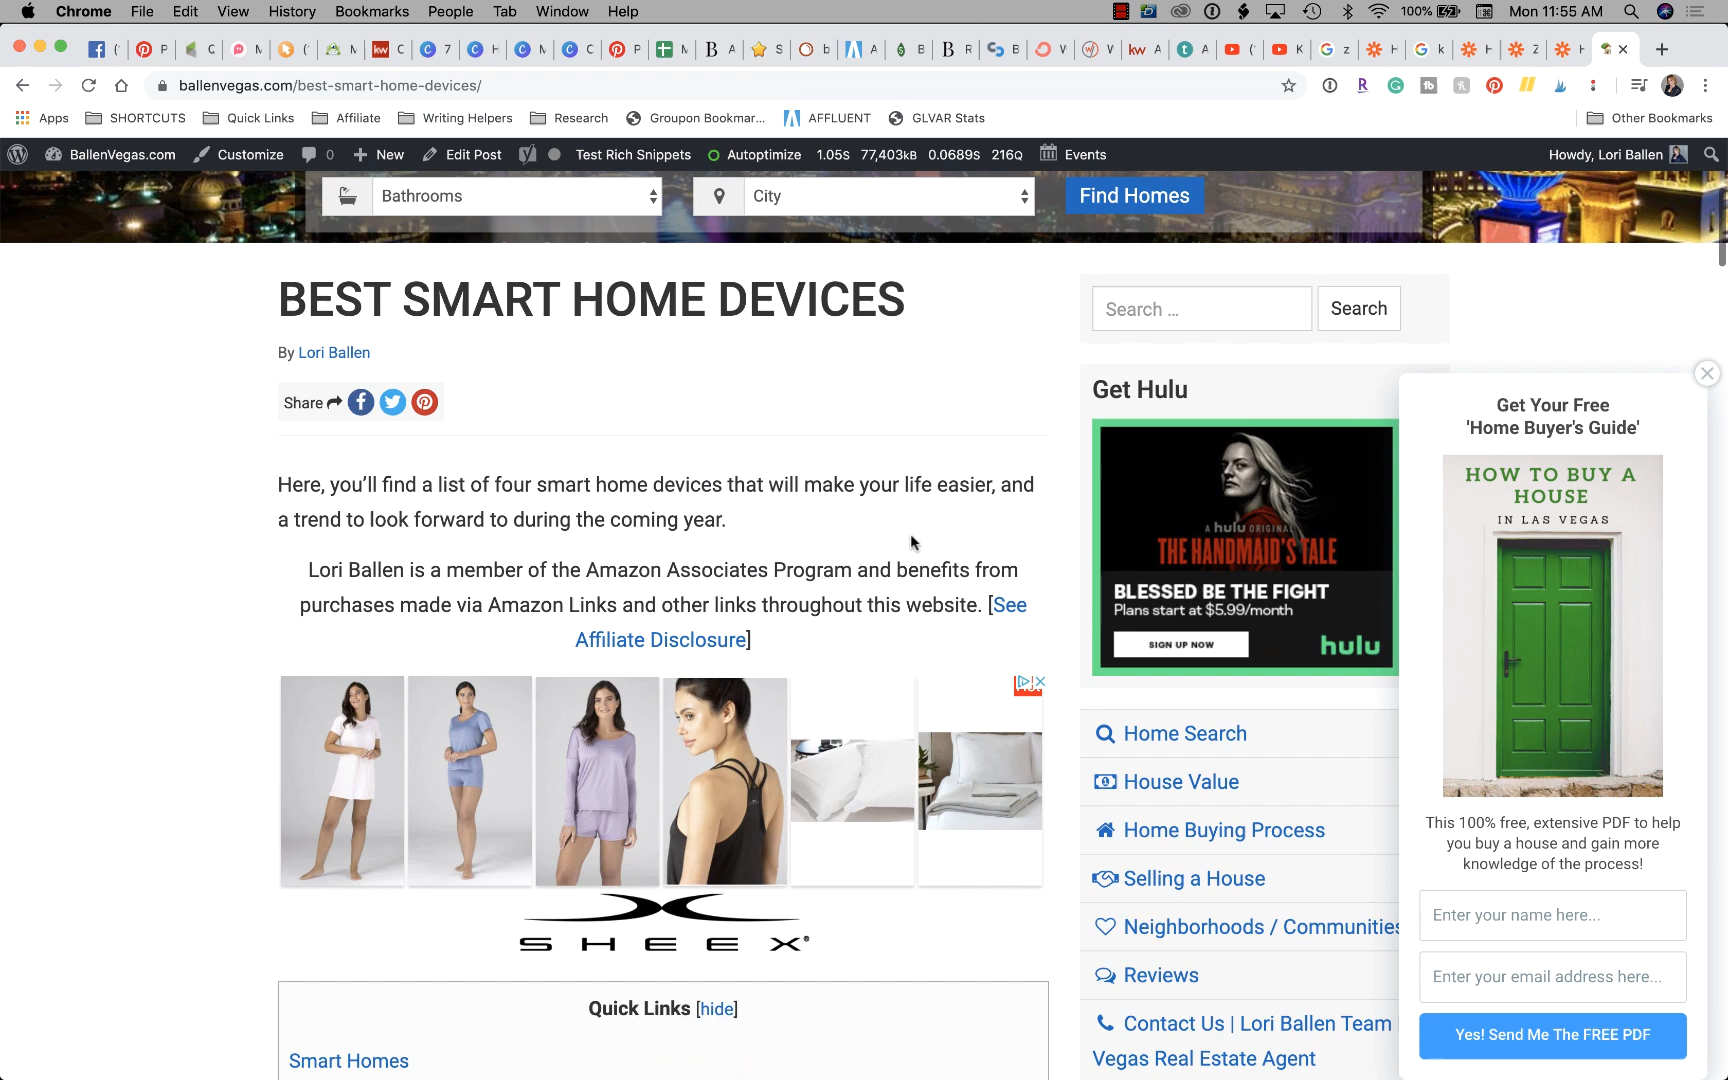 Chrome File Edit View History Bookmarks People Tab Window Help 100% Mon 11:55 AM
ballenvegas.com/best-smart-home-devices/
Apps SHORTCUTS Quick Links Affiliate Writing Helpers Research Groupon Bookmar... AFFLUENT GLVAR Stats Other Bookmarks
BallenVegas.com Customize 0 New Edit Post Test Rich Snippets Autoptimize 1.05s 77,403kB 0.0689s 216Q Events Howdy, Lori Ballen
Bathrooms City Find Homes
BEST SMART HOME DEVICES
By Lori Ballen
Share
Here, you'll find a list of four smart home devices that will make your life easier, and
a trend to look forward to during the coming year.
Lori Ballen is a member of the Amazon Associates Program and benefits from
purchases made via Amazon Links and other links throughout this website. [See
Affiliate Disclosure]
SHEEX®
Quick Links [hide]
Smart Homes
Search ... Search
Get Hulu
A hulu ORIGINAL
THE HANDMAID'S TALE
BLESSED BE THE FIGHT
Plans start at $5.99/month
SIGN UP NOW hulu
Home Search
House Value
Home Buying Process
Selling a House
Neighborhoods / Communities
Reviews
Contact Us | Lori Ballen Team
Vegas Real Estate Agent
Get Your Free
'Home Buyer's Guide'
HOW TO BUY A
HOUSE
IN LAS VEGAS
This 100% free, extensive PDF to help
you buy a house and gain more
knowledge of the process!
Enter your name here...
Enter your email address here...
Yes! Send Me The FREE PDF